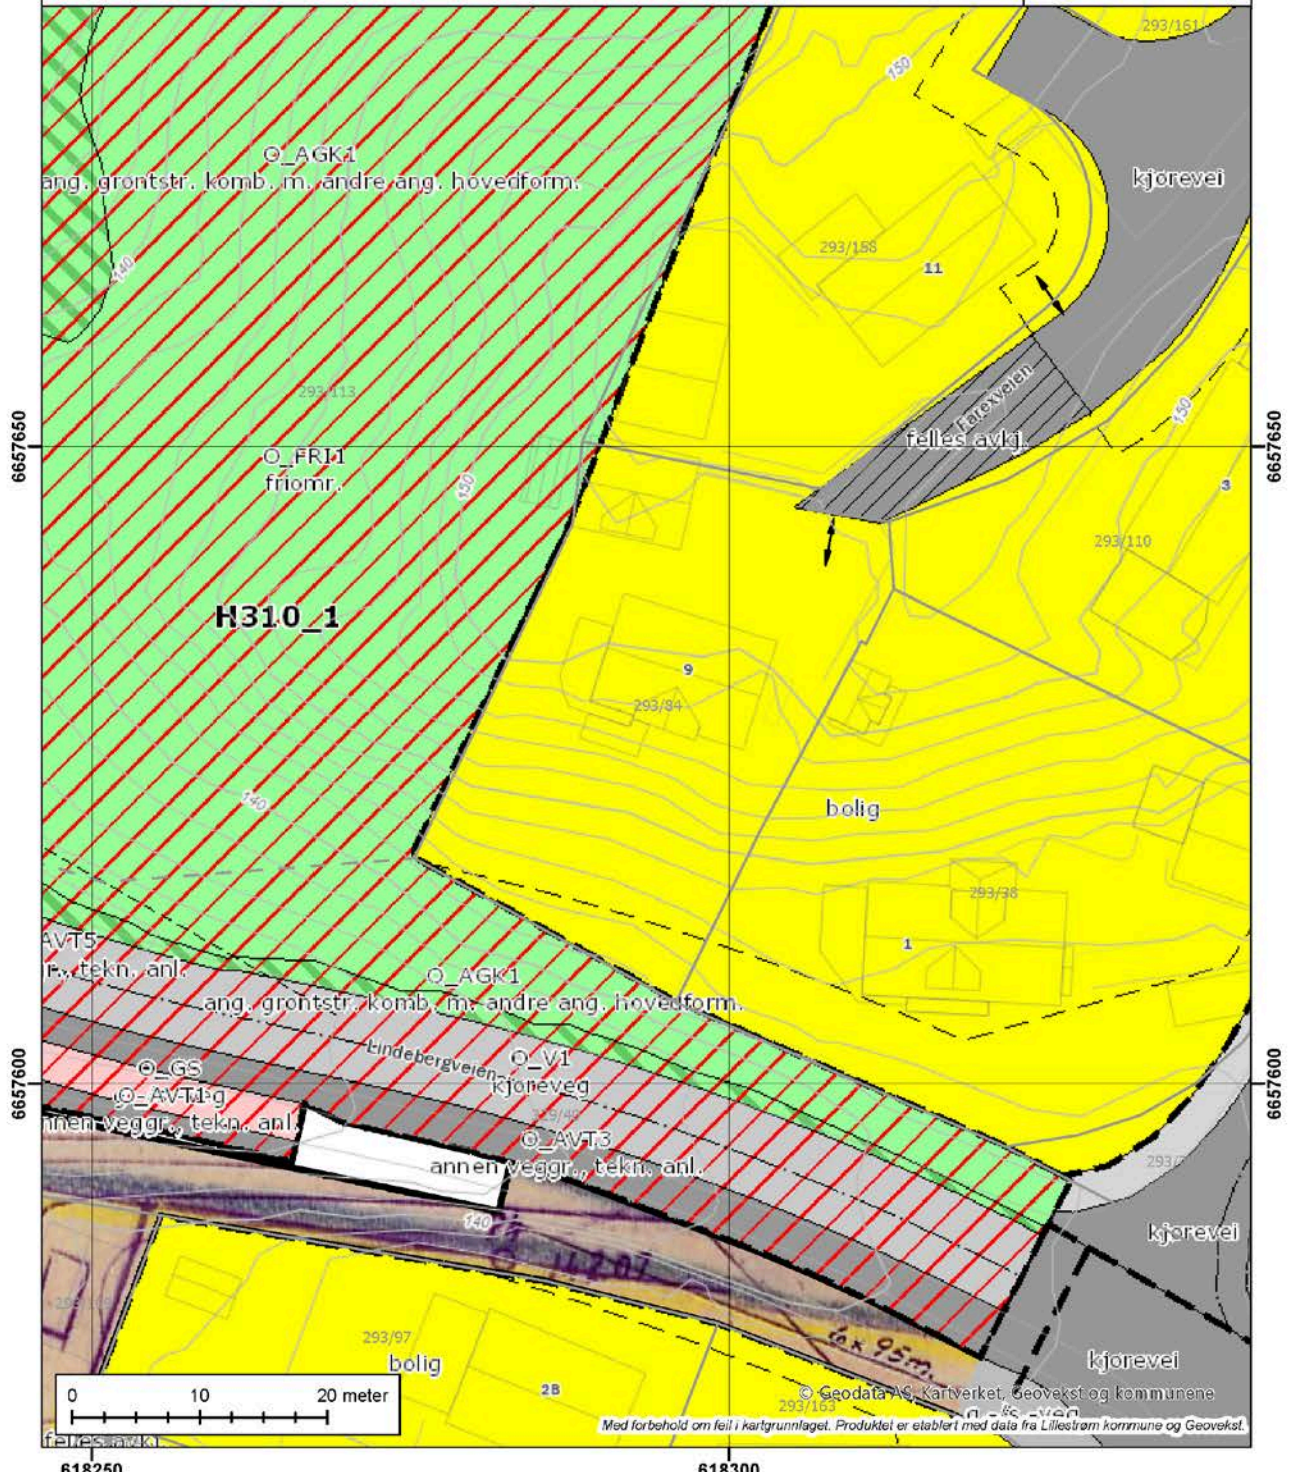 293/161
150
O_AGK1
ang. grøntstr. komb. m. andre ang. hovedform.
kjørevei
140
293/158
11
293/113
Farexveien
felles avkj.
150
6657650
6657650
O_FRI1
friomr.
150
3
293/110
H310_1
9
293/84
140
bolig
293/38
1
AVT5
tekn. anl.
O_AGK1
ang. grøntstr. komb. m. andre ang. hovedform.
Lindebergveien
O_V1
kjøreveg
6657600
6657600
O_GS
O_AVT1
nnen veggr., tekn. anl.
O_AVT3
annen veggr., tekn. anl.
140
kjørevei
293/97
bolig
2B
6 x 95m.
kjørevei
0 10 20 meter
© Geodata AS, Kartverket, Geovekst og kommunene
293/163
Med forbehold om feil i kartgrunnlaget. Produktet er etablert med data fra Lillestrøm kommune og Geovekst.
felles avkj.
618250
618300